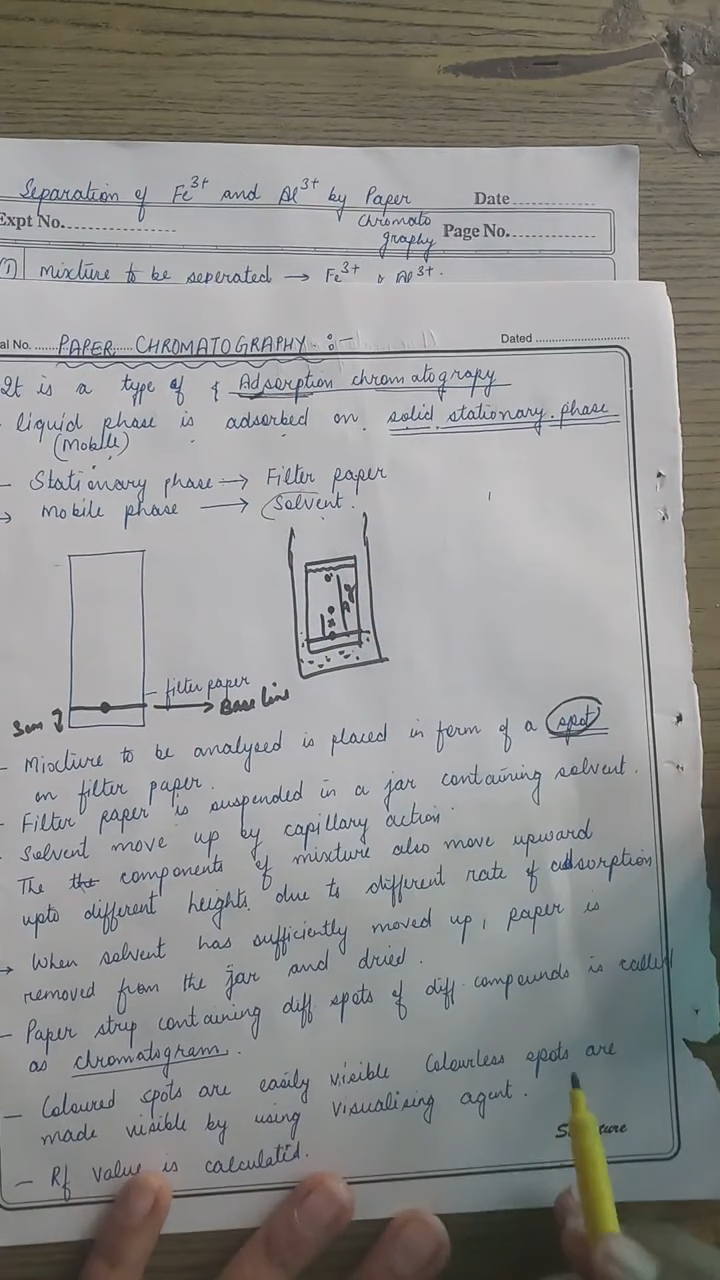 Separation of Fe3+ and Al3+ by Paper Chromato graphy
Date
Expt No.
Page No.
① Mixture to be seperated → Fe3+ & Al3+.
al No. PAPER CHROMATOGRAPHY :-
Dated
It is a type of { Adsorption chromatograpy
- liquid phase is adsorbed on solid stationary phase
(Mobile)
- Stationary phase → Filter paper
→ Mobile phase → Solvent.
- filter paper
Base line
3cm
- Mixture to be analysed is placed in form of a spot
on filter paper.
- Filter paper is suspended in a jar containing solvent.
- Solvent move up by capillary action.
The components of mixture also move upward
upto different heights due to different rate of adsorption
→ When solvent has sufficiently moved up, paper is
removed from the jar and dried.
- Paper strip containing diff spots of diff compounds is called
as chromatogram.
- Coloured spots are easily visible Colourless spots are
made visible by using visualising agent.
- Rf value is calculated.